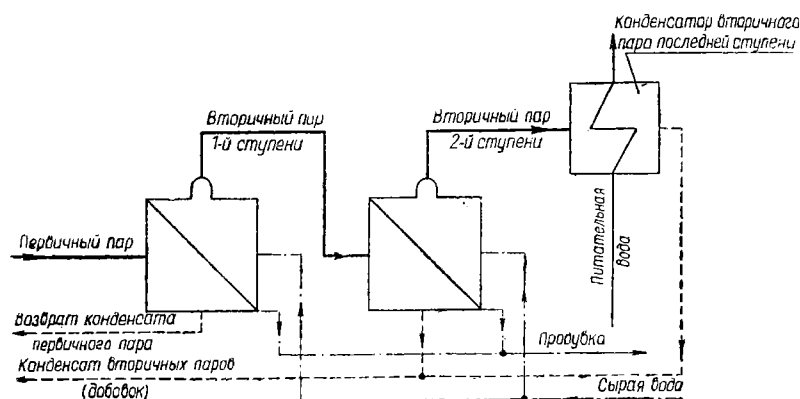 Конденсатор вторичного
пара последней ступени
Вторичный пар
1-й ступени
Вторичный пар
2-й ступени
Питательная
вода
Первичный пар
Возврат конденсата
первичного пара
Продувка
Конденсат вторичных паров
(добавок)
Сырая вода